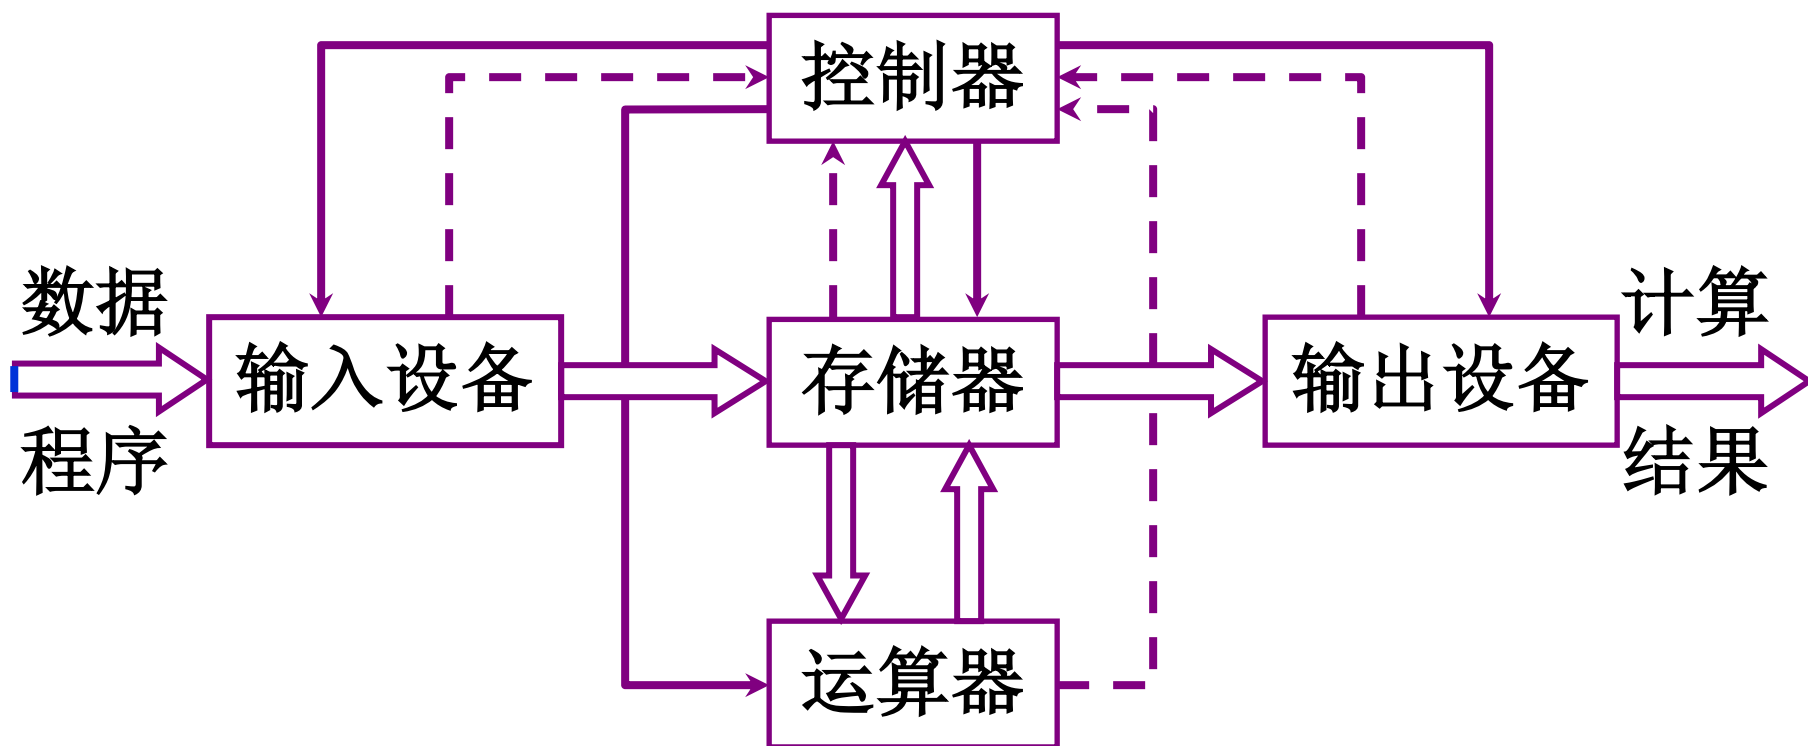 控制器
数据
程序
输入设备
存储器
输出设备
计算
结果
运算器